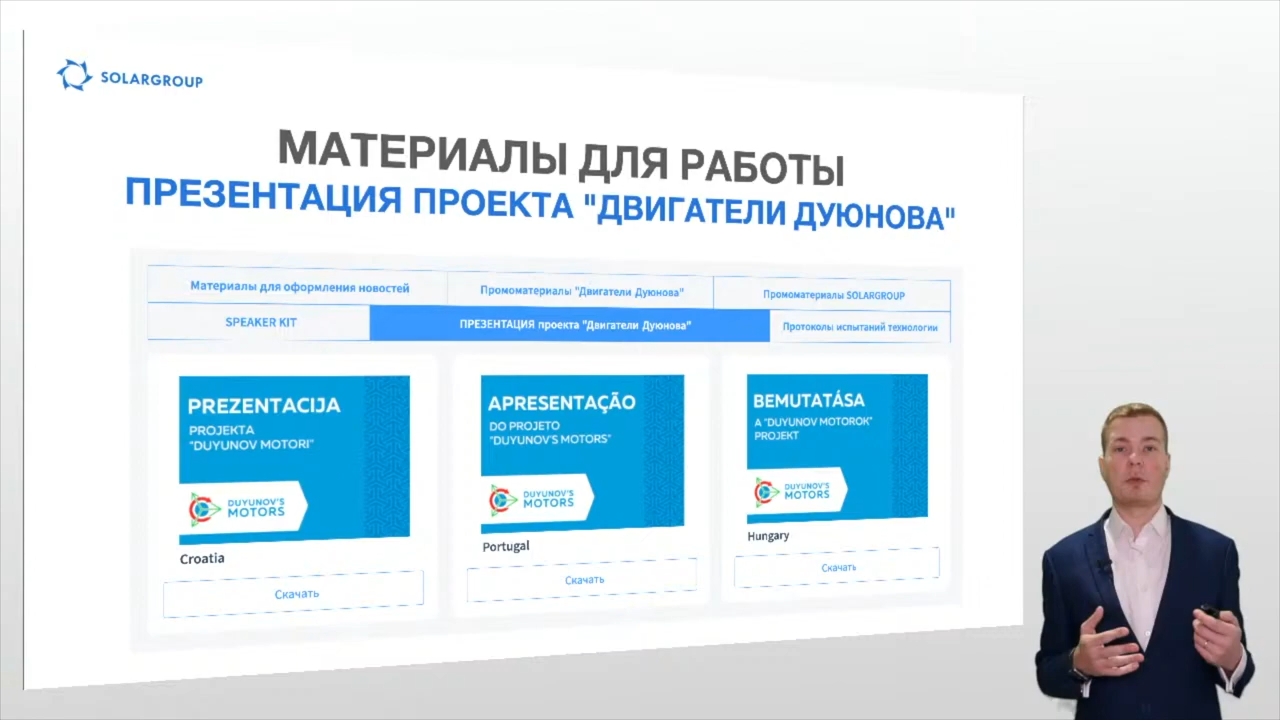 SOLARGROUP
МАТЕРИАЛЫ ДЛЯ РАБОТЫ
ПРЕЗЕНТАЦИЯ ПРОЕКТА "ДВИГАТЕЛИ ДУЮНОВА"
Материалы для оформления новостей
Промоматериалы "Двигатели Дуюнова"
Промоматериалы SOLARGROUP
SPEAKER KIT
ПРЕЗЕНТАЦИЯ проекта "Двигатели Дуюнова"
Протоколы испытаний технологии
PREZENTACIJA
PROJEKTA
"DUYUNOV MOTORI"
DUYUNOV'S
MOTORS
Croatia
Скачать
APRESENTAÇÃO
DO PROJETO
"DUYUNOV'S MOTORS"
DUYUNOV'S
MOTORS
Portugal
Скачать
BEMUTATÁSA
A "DUYUNOV MOTOROK"
PROJEKT
DUYUNOV'S
MOTORS
Hungary
Скачать